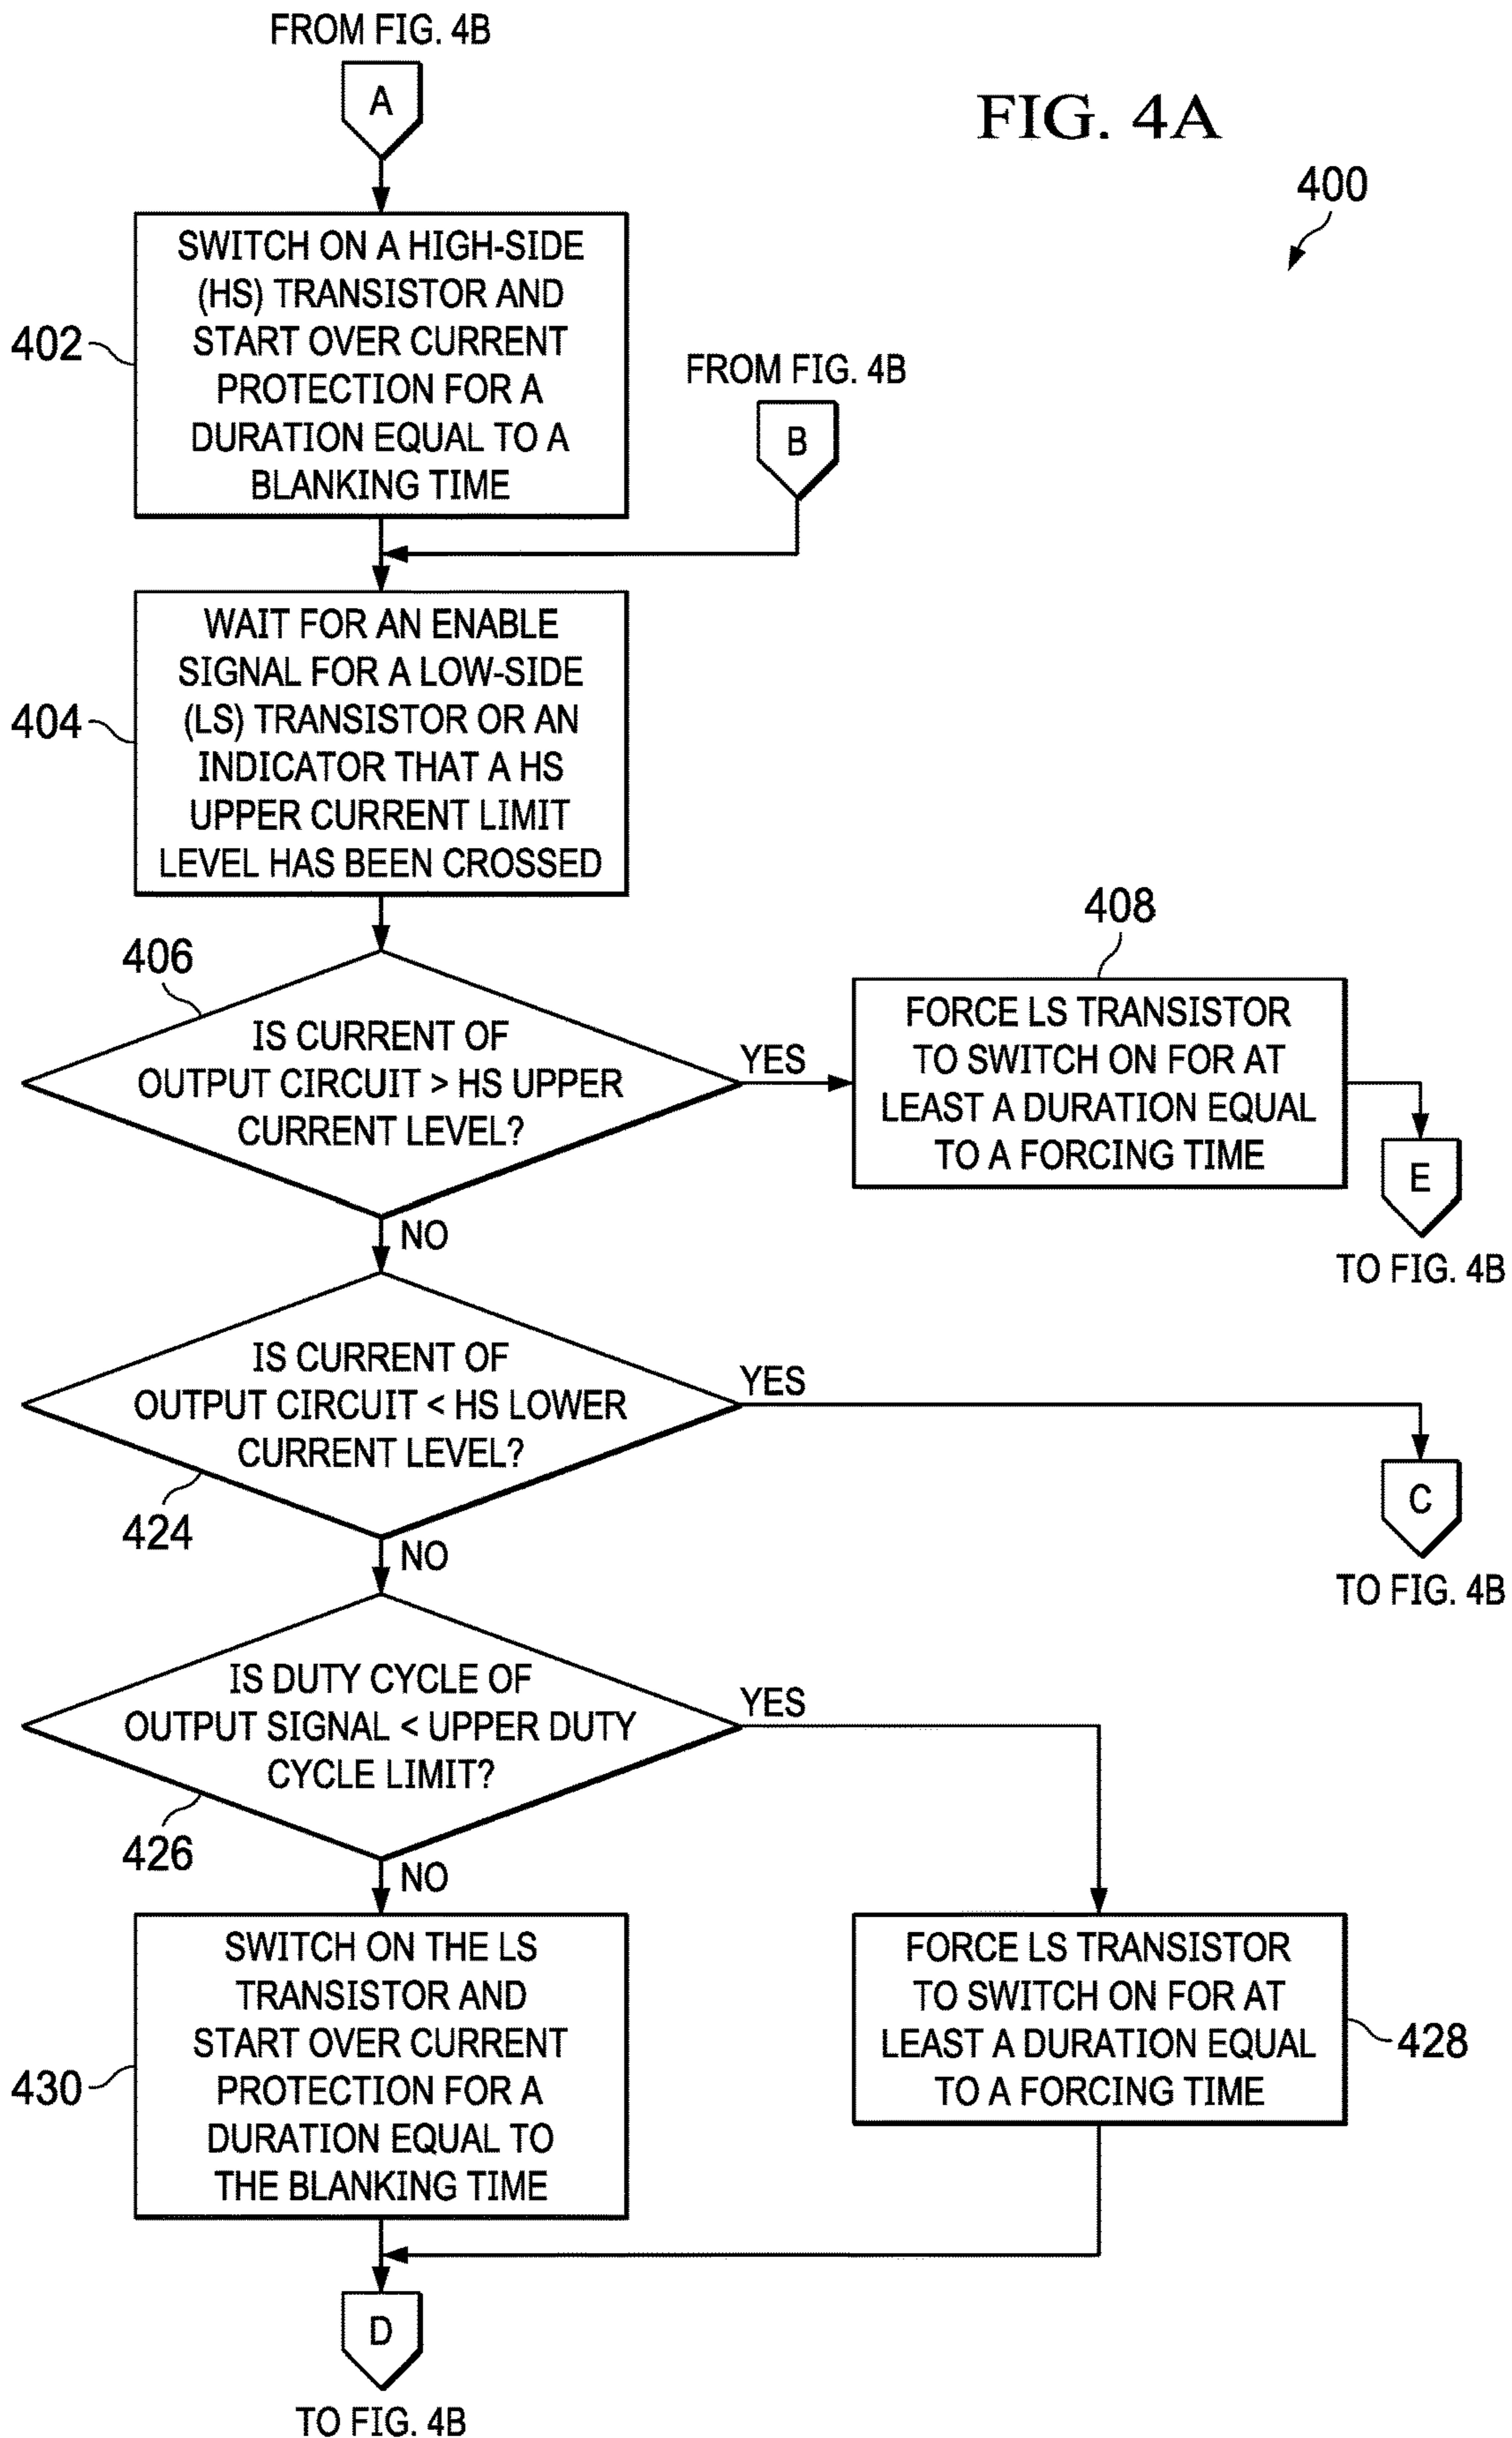 FROM FIG. 4B
A
FIG. 4A
400
SWITCH ON A HIGH-SIDE
(HS) TRANSISTOR AND
START OVER CURRENT
PROTECTION FOR A
DURATION EQUAL TO A
BLANKING TIME
402
FROM FIG. 4B
B
WAIT FOR AN ENABLE
SIGNAL FOR A LOW-SIDE
(LS) TRANSISTOR OR AN
INDICATOR THAT A HS
UPPER CURRENT LIMIT
LEVEL HAS BEEN CROSSED
404
406
IS CURRENT OF
OUTPUT CIRCUIT > HS UPPER
CURRENT LEVEL?
YES
408
FORCE LS TRANSISTOR
TO SWITCH ON FOR AT
LEAST A DURATION EQUAL
TO A FORCING TIME
E
TO FIG. 4B
NO
IS CURRENT OF
OUTPUT CIRCUIT < HS LOWER
CURRENT LEVEL?
424
YES
C
TO FIG. 4B
NO
IS DUTY CYCLE OF
OUTPUT SIGNAL < UPPER DUTY
CYCLE LIMIT?
426
YES
NO
SWITCH ON THE LS
TRANSISTOR AND
START OVER CURRENT
PROTECTION FOR A
DURATION EQUAL TO
THE BLANKING TIME
430
FORCE LS TRANSISTOR
TO SWITCH ON FOR AT
LEAST A DURATION EQUAL
TO A FORCING TIME
428
D
TO FIG. 4B